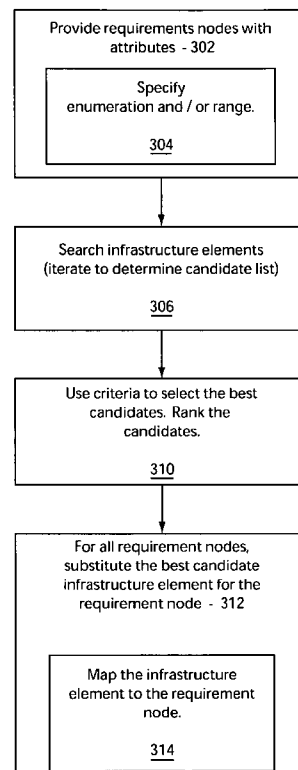 Provide requirements nodes with
attributes - 302
Specify
enumeration and / or range.
304
Search infrastructure elements
(iterate to determine candidate list)
306
Use criteria to select the best
candidates. Rank the
candidates.
310
For all requirement nodes,
substitute the best candidate
infrastructure element for the
requirement node - 312
Map the infrastructure
element to the requirement
node.
314